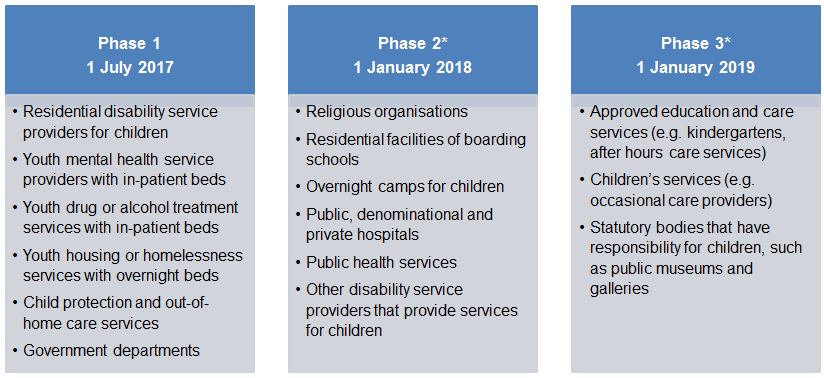 Phase 1
1 July 2017
• Residential disability service
providers for children
• Youth mental health service
providers with in-patient beds
• Youth drug or alcohol treatment
services with in-patient beds
• Youth housing or homelessness
services with overnight beds
• Child protection and out-of-
home care services
• Government departments
Phase 2*
1 January 2018
• Religious organisations
• Residential facilities of boarding
schools
• Overnight camps for children
• Public, denominational and
private hospitals
• Public health services
• Other disability service
providers that provide services
for children
Phase 3*
1 January 2019
• Approved education and care
services (e.g. kindergartens,
after hours care services)
• Children’s services (e.g.
occasional care providers)
• Statutory bodies that have
responsibility for children, such
as public museums and
galleries